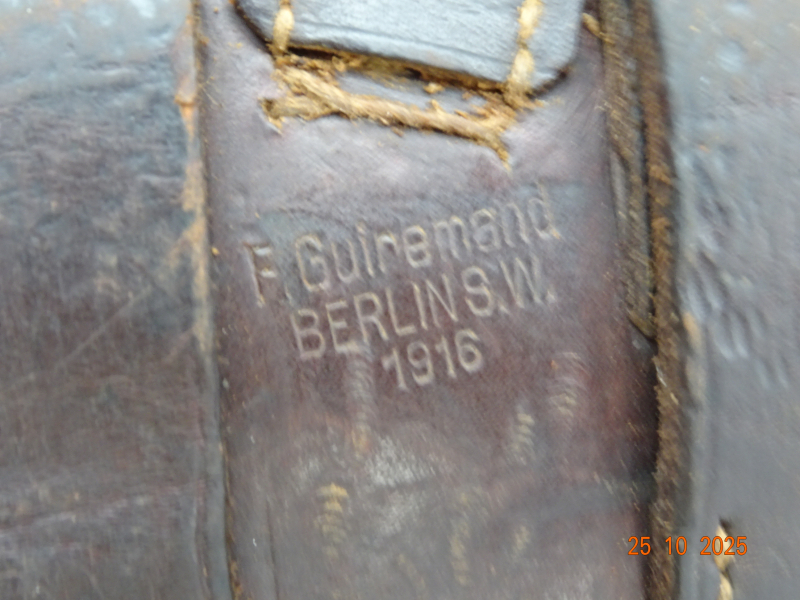 F. Guiremand
BERLIN S.W.
1916
25 10 2025